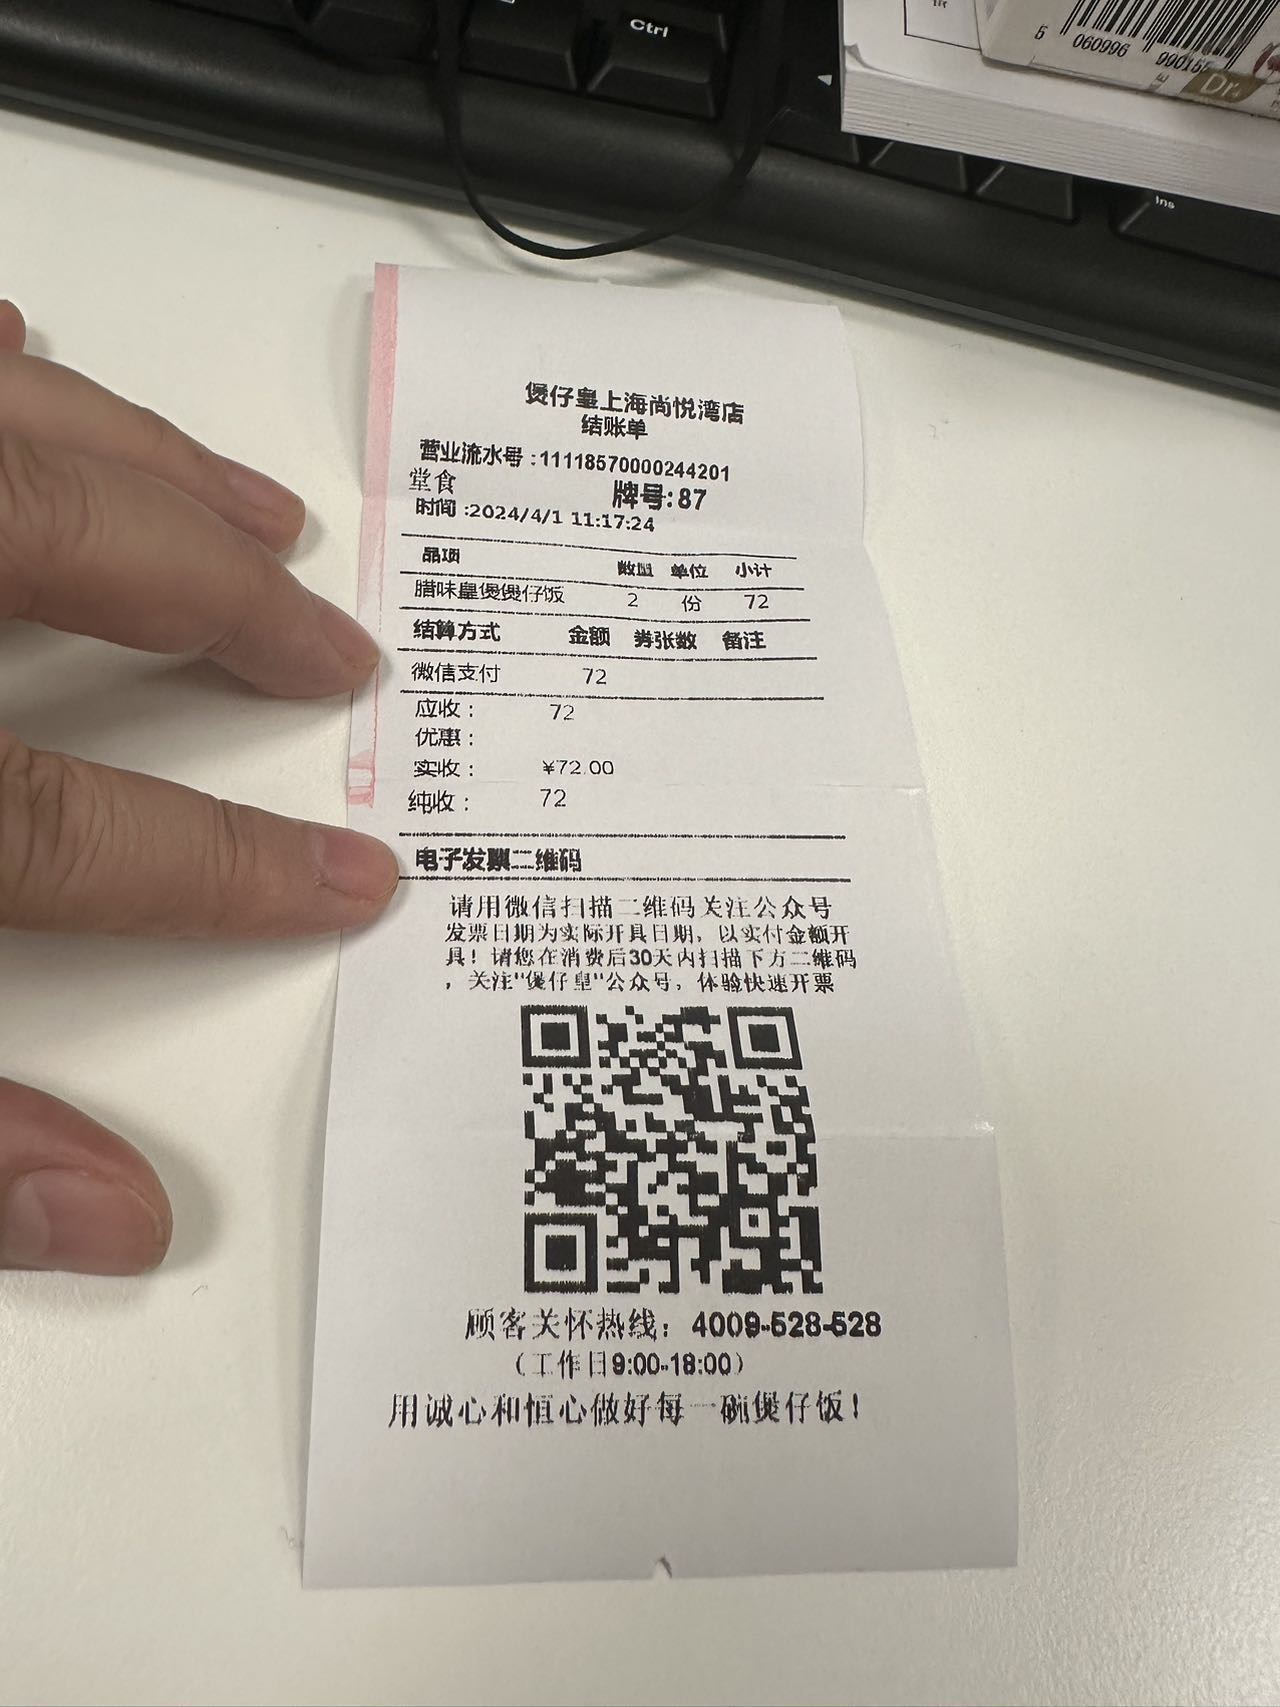 Ctrl
5 060996
Dr.
Ins
煲仔皇上海尚悦湾店
结账单
营业流水号:11118570000244201
堂食 牌号:87
时间:2024/4/1 11:17:24
品项 数量 单位 小计
腊味皇煲煲仔饭 2 份 72
结算方式 金额 券张数 备注
微信支付 72
应收: 72
优惠:
实收: ¥72.00
纯收: 72
电子发票二维码
请用微信扫描二维码关注公众号
发票日期为实际开具日期，以实付金额开
具！请您在消费后30天内扫描下方二维码
，关注"煲仔皇"公众号，体验快速开票
顾客关怀热线：4009-528-528
（工作日9:00-18:00）
用诚心和恒心做好每一碗煲仔饭！